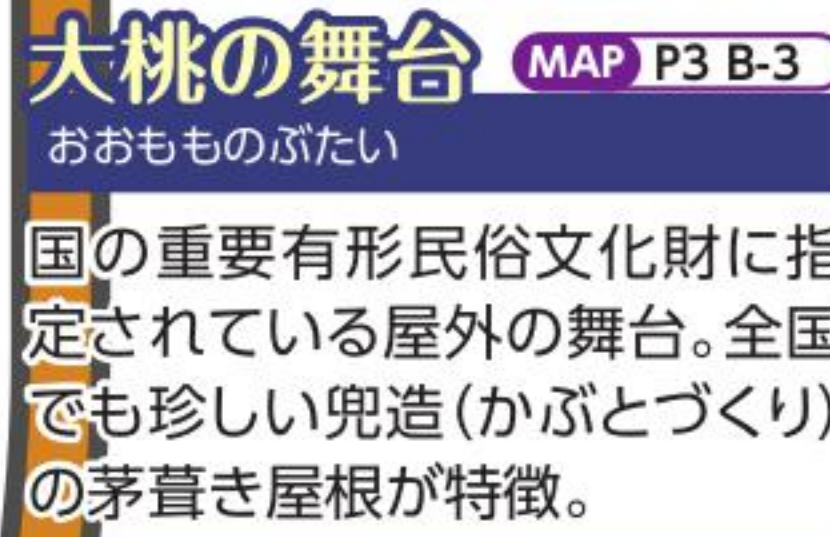 大桃の舞台 MAP P3 B-3
おおもものぶたい
国の重要有形民俗文化財に指
定されている屋外の舞台。全国
でも珍しい兜造(かぶとづくり)
の茅葺き屋根が特徴。